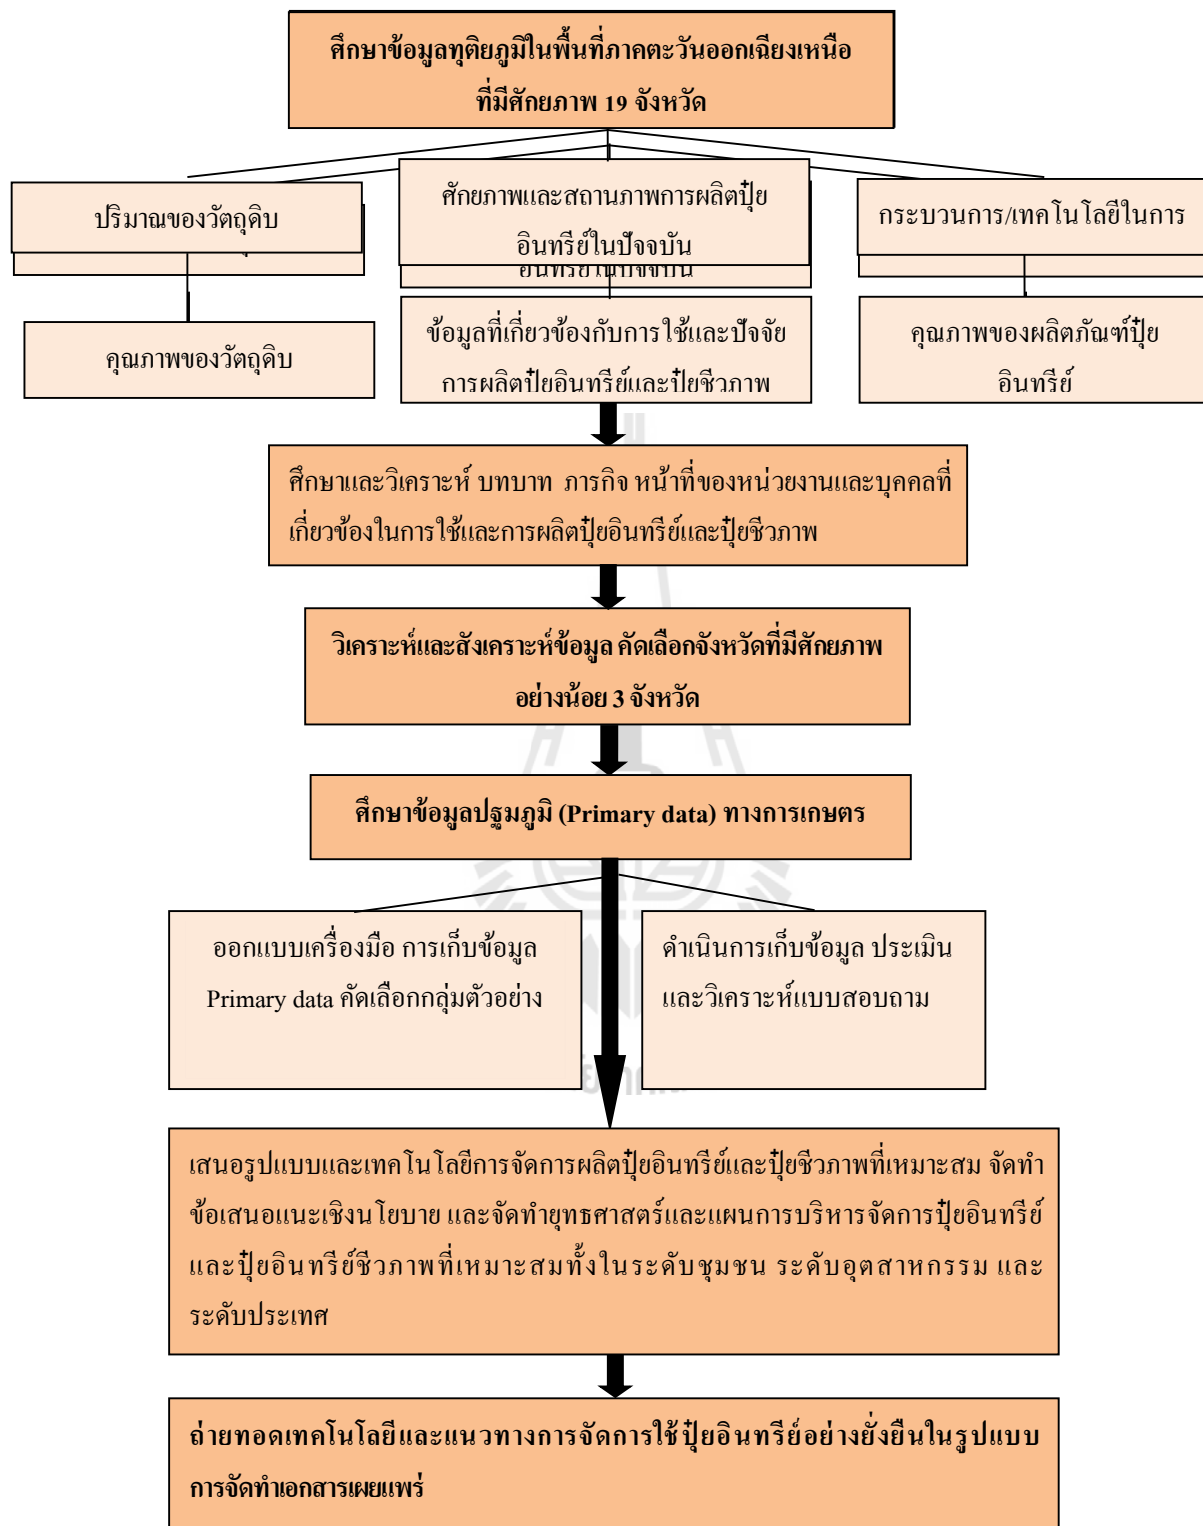 ศึกษาข้อมูลทุติยภูมิในพื้นที่ภาคตะวันออกเฉียงเหนือ
ที่มีศักยภาพ 19 จังหวัด
ปริมาณของวัตถุดิบ
ศักยภาพและสถานภาพการผลิตปุ๋ย
อินทรีย์ในปัจจบัน
อินทรีย์ในปัจจบัน
กระบวนการ/เทคโนโลยีในการ
คุณภาพของวัตถุดิบ
ข้อมูลที่เกี่ยวข้องกับการใช้และปัจจัย
การผลิตปุ๋ยอินทรีย์และปุ๋ยชีวภาพ
คุณภาพของผลิตภัณฑ์ปุ๋ย
อินทรีย์
ศึกษาและวิเคราะห์ บทบาท ภารกิจ หน้าที่ของหน่วยงานและบุคคลที่
เกี่ยวข้องในการใช้และการผลิตปุ๋ยอินทรีย์และปุ๋ยชีวภาพ
วิเคราะห์และสังเคราะห์ข้อมูล คัดเลือกจังหวัดที่มีศักยภาพ
อย่างน้อย 3 จังหวัด
ศึกษาข้อมูลปฐมภูมิ (Primary data) ทางการเกษตร
ออกแบบเครื่องมือ การเก็บข้อมูล
Primary data คัดเลือกกลุ่มตัวอย่าง
ดำเนินการเก็บข้อมูล ประเมิน
และวิเคราะห์แบบสอบถาม
เสนอรูปแบบและเทคโนโลยีการจัดการผลิตปุ๋ยอินทรีย์และปุ๋ยชีวภาพที่เหมาะสม จัดทำ
ข้อเสนอแนะเชิงนโยบาย และจัดทำยุทธศาสตร์และแผนการบริหารจัดการปุ๋ยอินทรีย์
และปุ๋ยอินทรีย์ชีวภาพที่เหมาะสมทั้งในระดับชุมชน ระดับอุตสาหกรรม และ
ระดับประเทศ
ถ่ายทอดเทคโนโลยีและแนวทางการจัดการใช้ปุ๋ยอินทรีย์อย่างยั่งยืนในรูปแบบ
การจัดทำเอกสารเผยแพร่